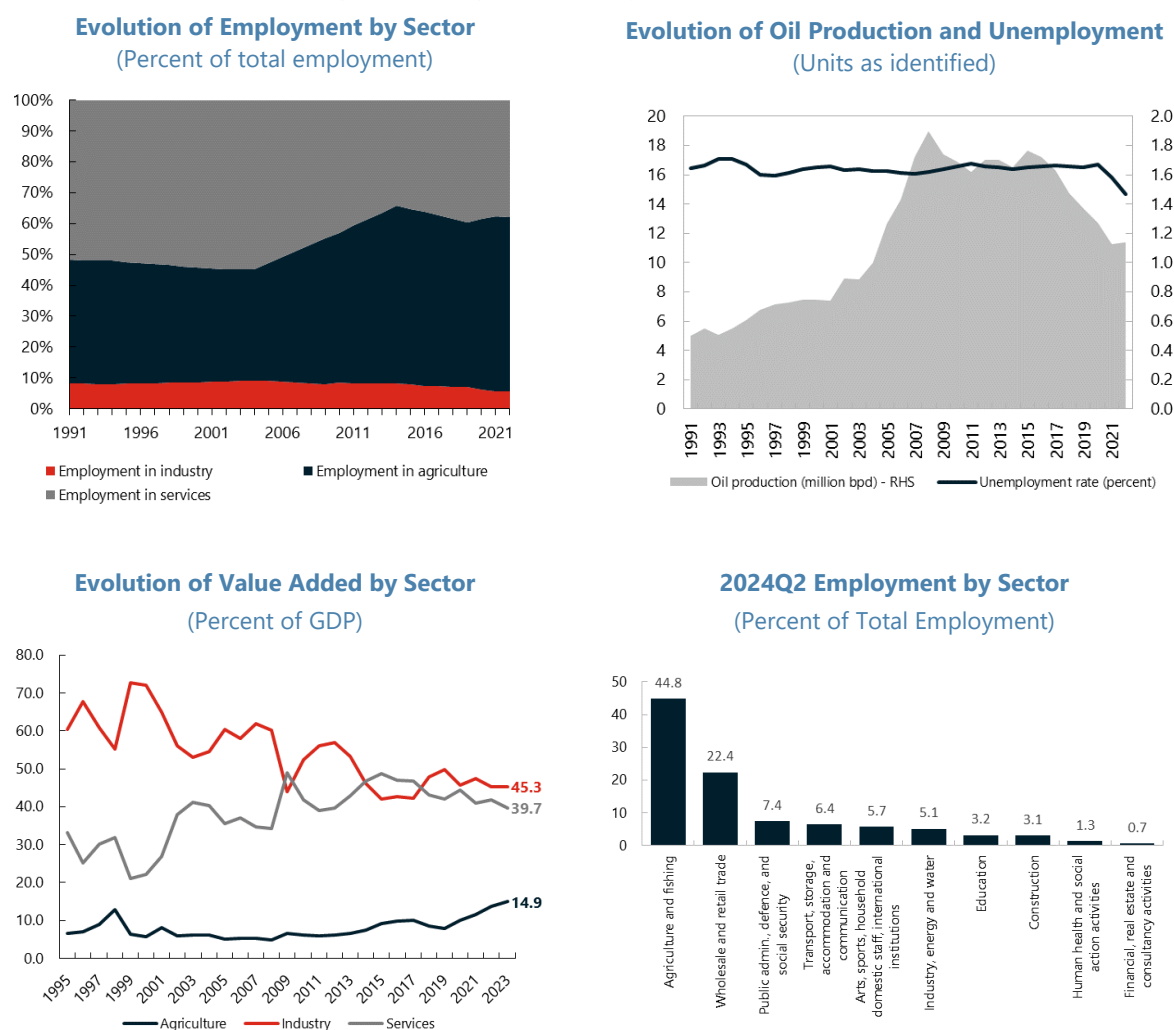 Evolution of Employment by Sector
(Percent of total employment)
100%
90%
80%
70%
60%
50%
40%
30%
20%
10%
0%
1991 1996 2001 2006 2011 2016 2021
Employment in industry
Employment in agriculture
Employment in services
Evolution of Oil Production and Unemployment
(Units as identified)
20
18
16
14
12
10
8
6
4
2
0
2.0
1.8
1.6
1.4
1.2
1.0
0.8
0.6
0.4
0.2
0.0
1991 1993 1995 1997 1999 2001 2003 2005 2007 2009 2011 2013 2015 2017 2019 2021
Oil production (million bpd) - RHS
Unemployment rate (percent)
Evolution of Value Added by Sector
(Percent of GDP)
80.0
70.0
60.0
50.0
40.0
30.0
20.0
10.0
0.0
45.3
39.7
14.9
1995 1997 1999 2001 2003 2005 2007 2009 2011 2013 2015 2017 2019 2021 2023
Agriculture
Industry
Services
2024Q2 Employment by Sector
(Percent of Total Employment)
50
40
30
20
10
0
44.8
22.4
7.4
6.4
5.7
5.1
3.2
3.1
1.3
0.7
Agriculture and fishing
Wholesale and retail trade
Public admin., defence, and
social security
Transport, storage,
accommodation and
communication
Arts, sports, household
domestic staff, international
institutions
Industry, energy and water
Education
Construction
Human health and social
action activities
Financial, real estate and
consultancy activities